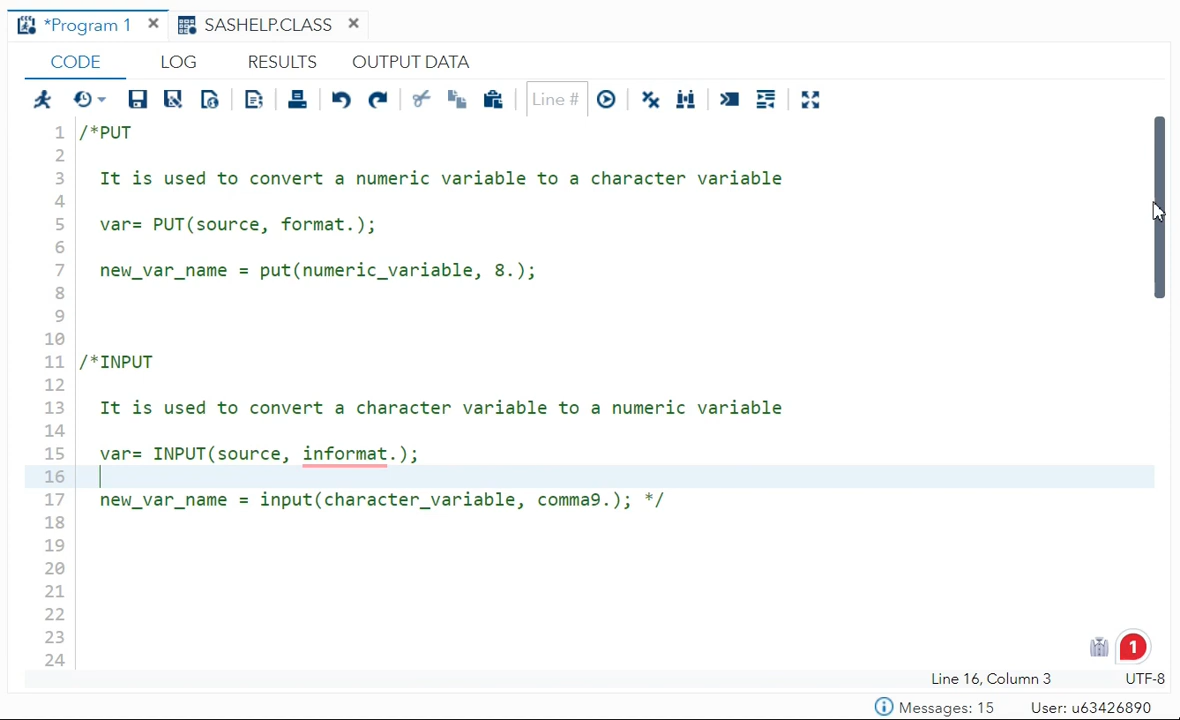 *Program 1 × SASHELP.CLASS ×
CODE LOG RESULTS OUTPUT DATA
Line #
1 /*PUT
2
3 It is used to convert a numeric variable to a character variable
4
5 var= PUT(source, format.);
6
7 new_var_name = put(numeric_variable, 8.);
8
9
10
11 /*INPUT
12
13 It is used to convert a character variable to a numeric variable
14
15 var= INPUT(source, informat.);
16
17 new_var_name = input(character_variable, comma9.); */
18
19
20
21
22
23
24
1
Line 16, Column 3 UTF-8
Messages: 15 User: u63426890